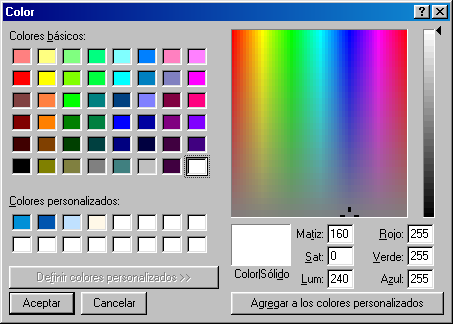 Color
Colores básicos:
Colores personalizados:
Definir colores personalizados >>
Aceptar
Cancelar
Color|Sólido
Matiz: 160
Sat: 0
Lum: 240
Rojo: 255
Verde: 255
Azul: 255
Agregar a los colores personalizados